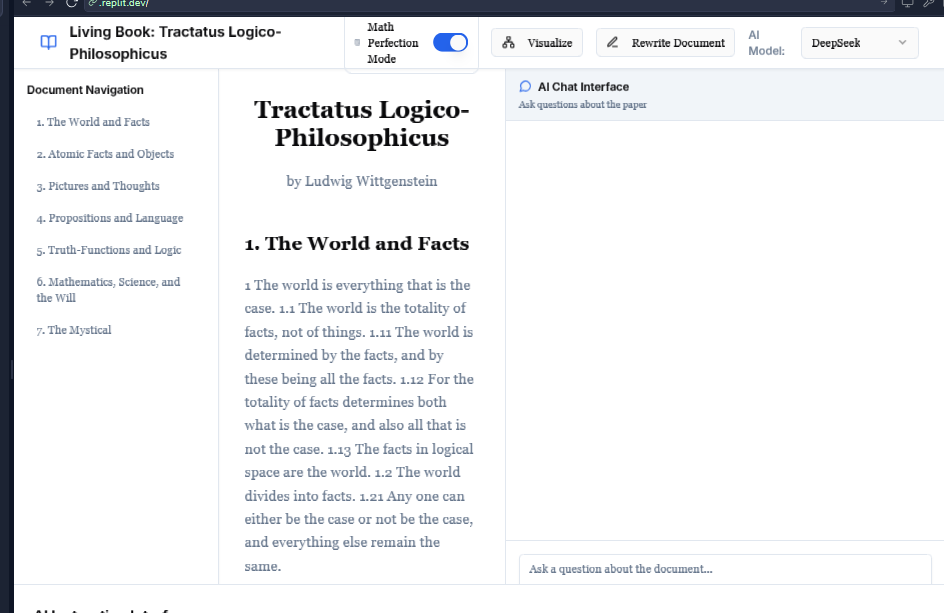 .replit.dev/
Living Book: Tractatus Logico-
Philosophicus
Math
Perfection
Mode
Visualize
Rewrite Document
AI
Model:
DeepSeek
Document Navigation
1. The World and Facts
2. Atomic Facts and Objects
3. Pictures and Thoughts
4. Propositions and Language
5. Truth-Functions and Logic
6. Mathematics, Science, and
the Will
7. The Mystical
Tractatus Logico-
Philosophicus
by Ludwig Wittgenstein
1. The World and Facts
1 The world is everything that is the
case. 1.1 The world is the totality of
facts, not of things. 1.11 The world is
determined by the facts, and by
these being all the facts. 1.12 For the
totality of facts determines both
what is the case, and also all that is
not the case. 1.13 The facts in logical
space are the world. 1.2 The world
divides into facts. 1.21 Any one can
either be the case or not be the case,
and everything else remain the
same.
AI Chat Interface
Ask questions about the paper
Ask a question about the document...